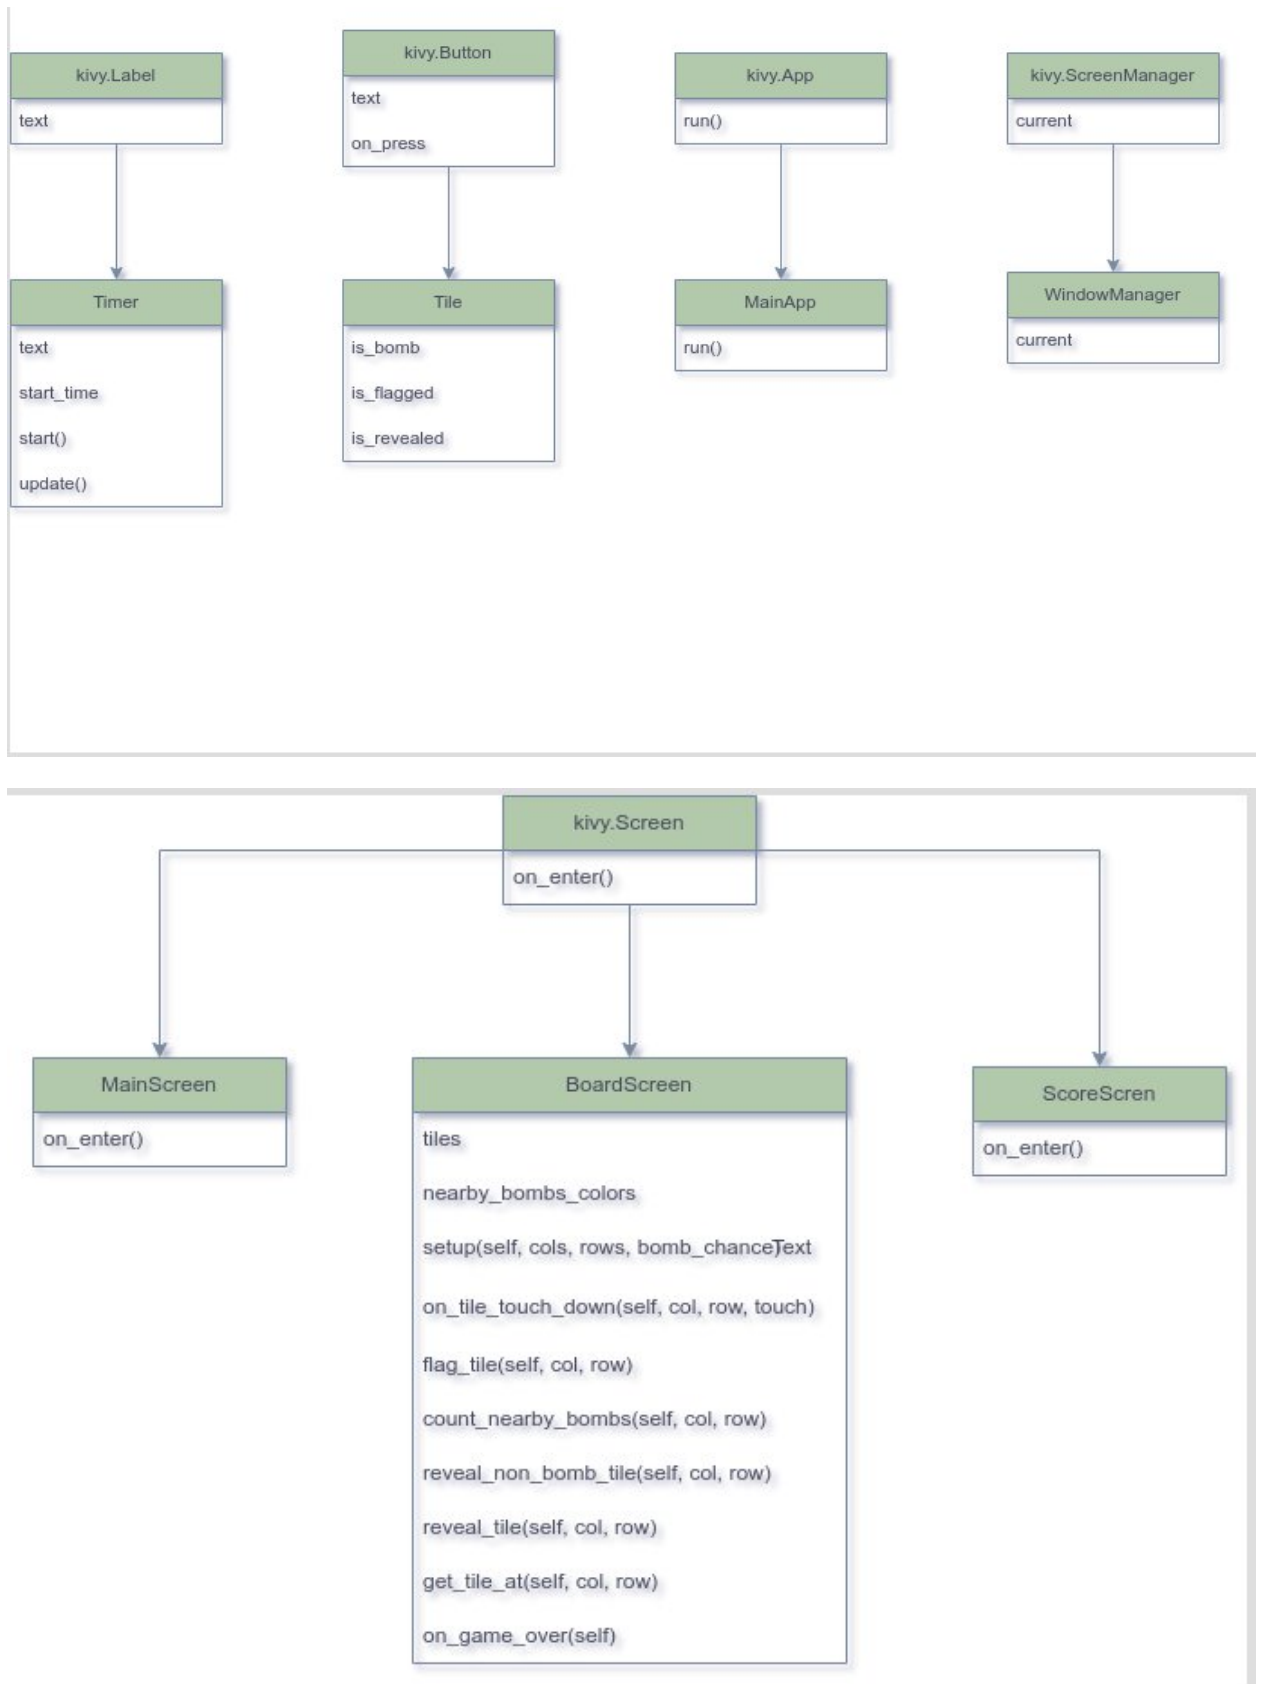 kivy.Label
text
kivy.Button
text
on_press
kivy.App
run()
kivy.ScreenManager
current
Timer
text
start_time
start()
update()
Tile
is_bomb
is_flagged
is_revealed
MainApp
run()
WindowManager
current
kivy.Screen
on_enter()
MainScreen
on_enter()
BoardScreen
tiles
nearby_bombs_colors
setup(self, cols, rows, bomb_chance)Text
on_tile_touch_down(self, col, row, touch)
flag_tile(self, col, row)
count_nearby_bombs(self, col, row)
reveal_non_bomb_tile(self, col, row)
reveal_tile(self, col, row)
get_tile_at(self, col, row)
on_game_over(self)
ScoreScren
on_enter()